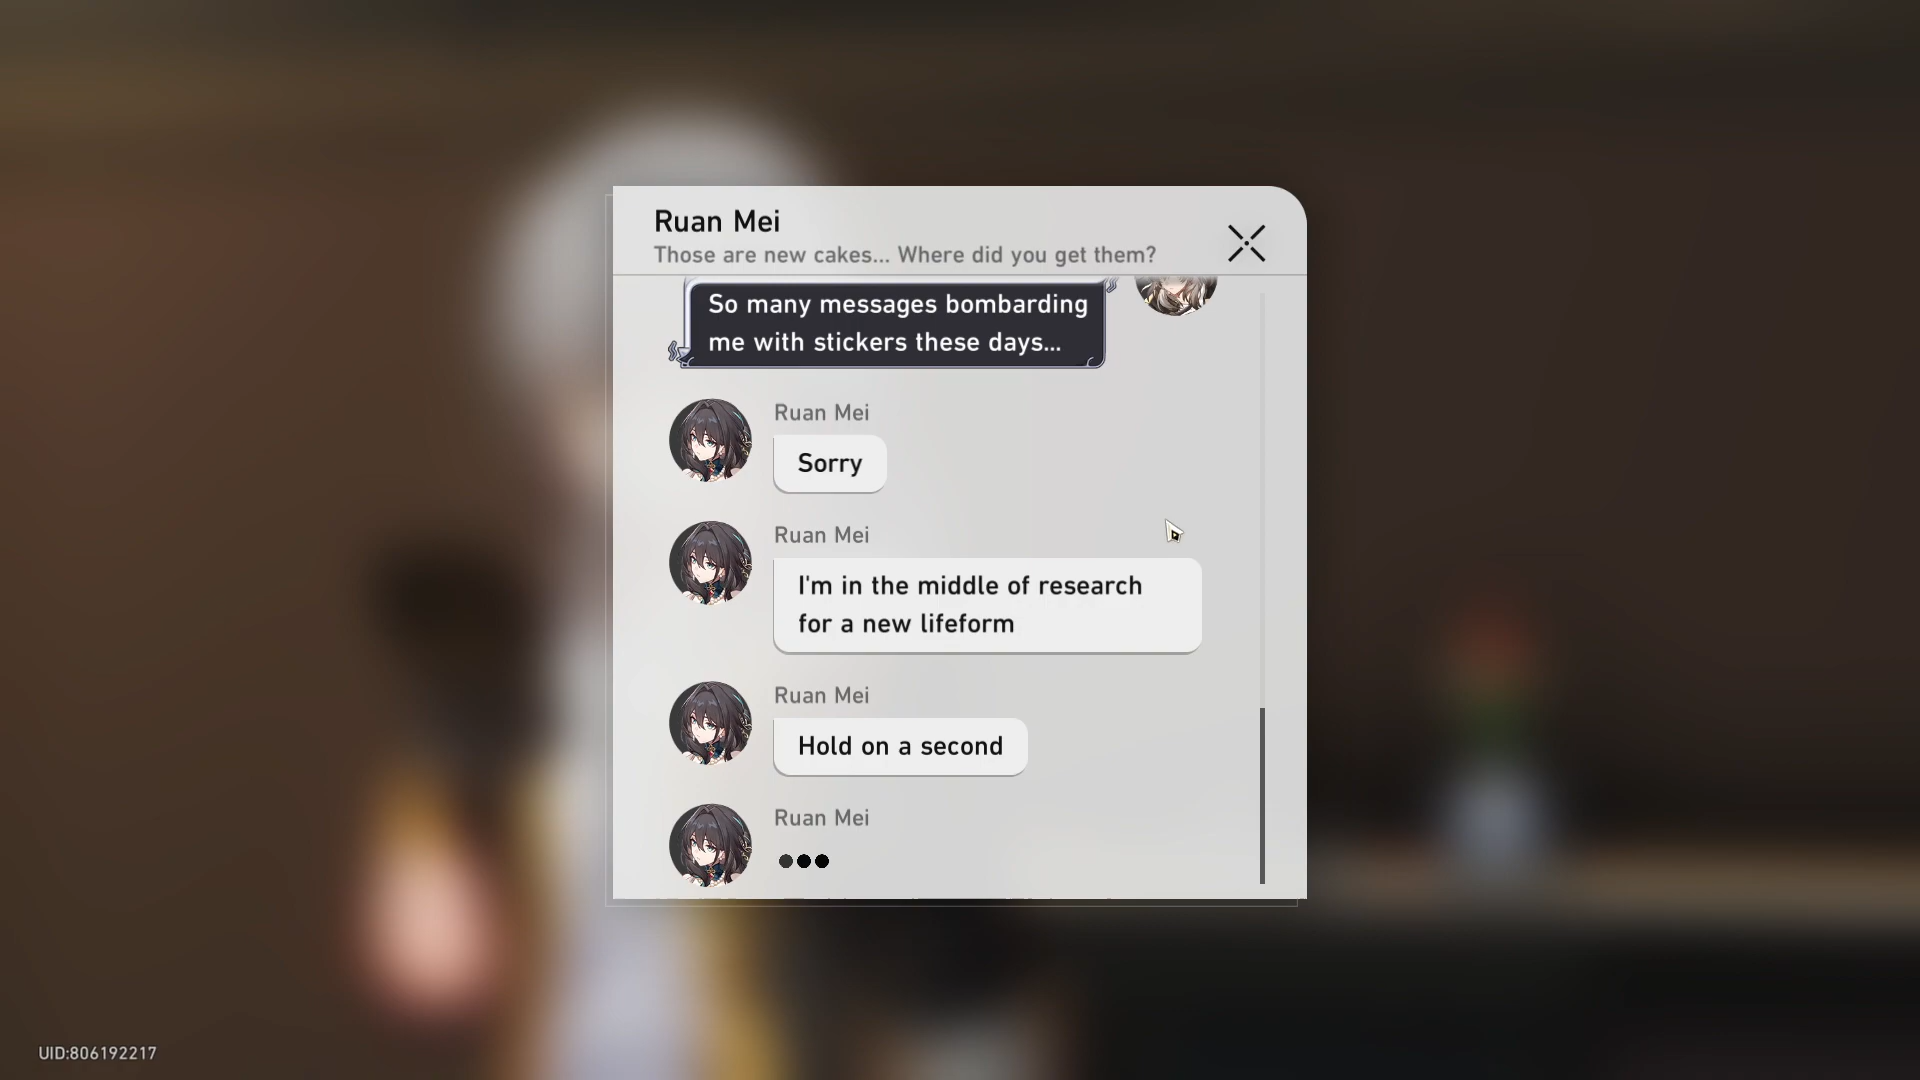 Ruan Mei
Those are new cakes... Where did you get them?
So many messages bombarding
me with stickers these days...
Ruan Mei
Sorry
Ruan Mei
I'm in the middle of research
for a new lifeform
Ruan Mei
Hold on a second
Ruan Mei
UID:806192217